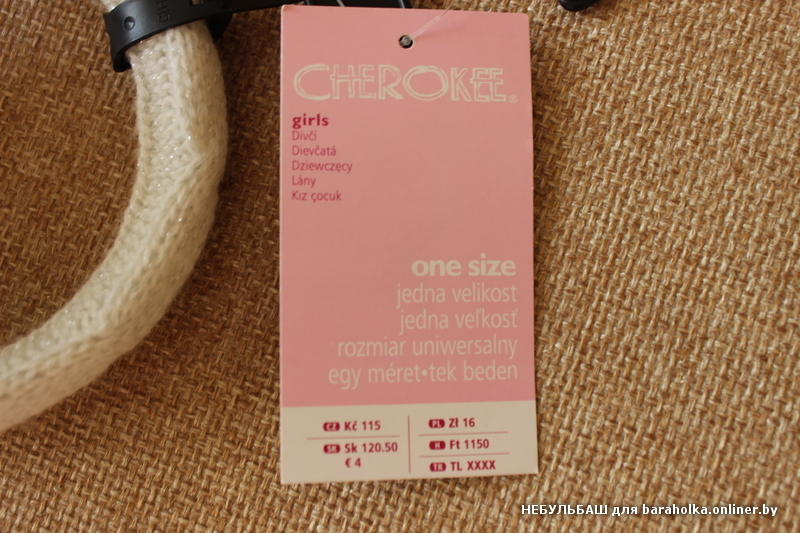 CHEROKEE®
girls
Dívčí
Dievčatá
Dziewczęcy
Lány
Kız çocuk
one size
jedna velikost
jedna veľkosť
rozmiar uniwersalny
egy méret•tek beden
CZ Kč 115
SK Sk 120.50
€ 4
PL Zł 16
H Ft 1150
TR TL XXXX
НЕБУЛЬБАШ для baraholka.onliner.by